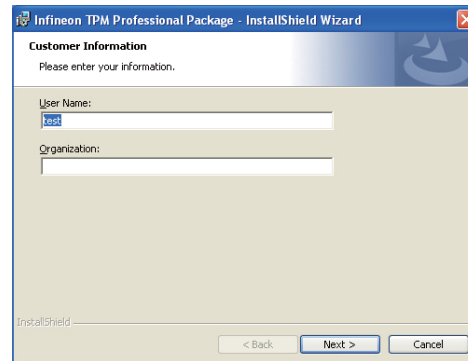 Infineon TPM Professional Package - InstallShield Wizard
Customer Information
Please enter your information.
User Name:
test
Organization:
InstallShield
< Back Next > Cancel